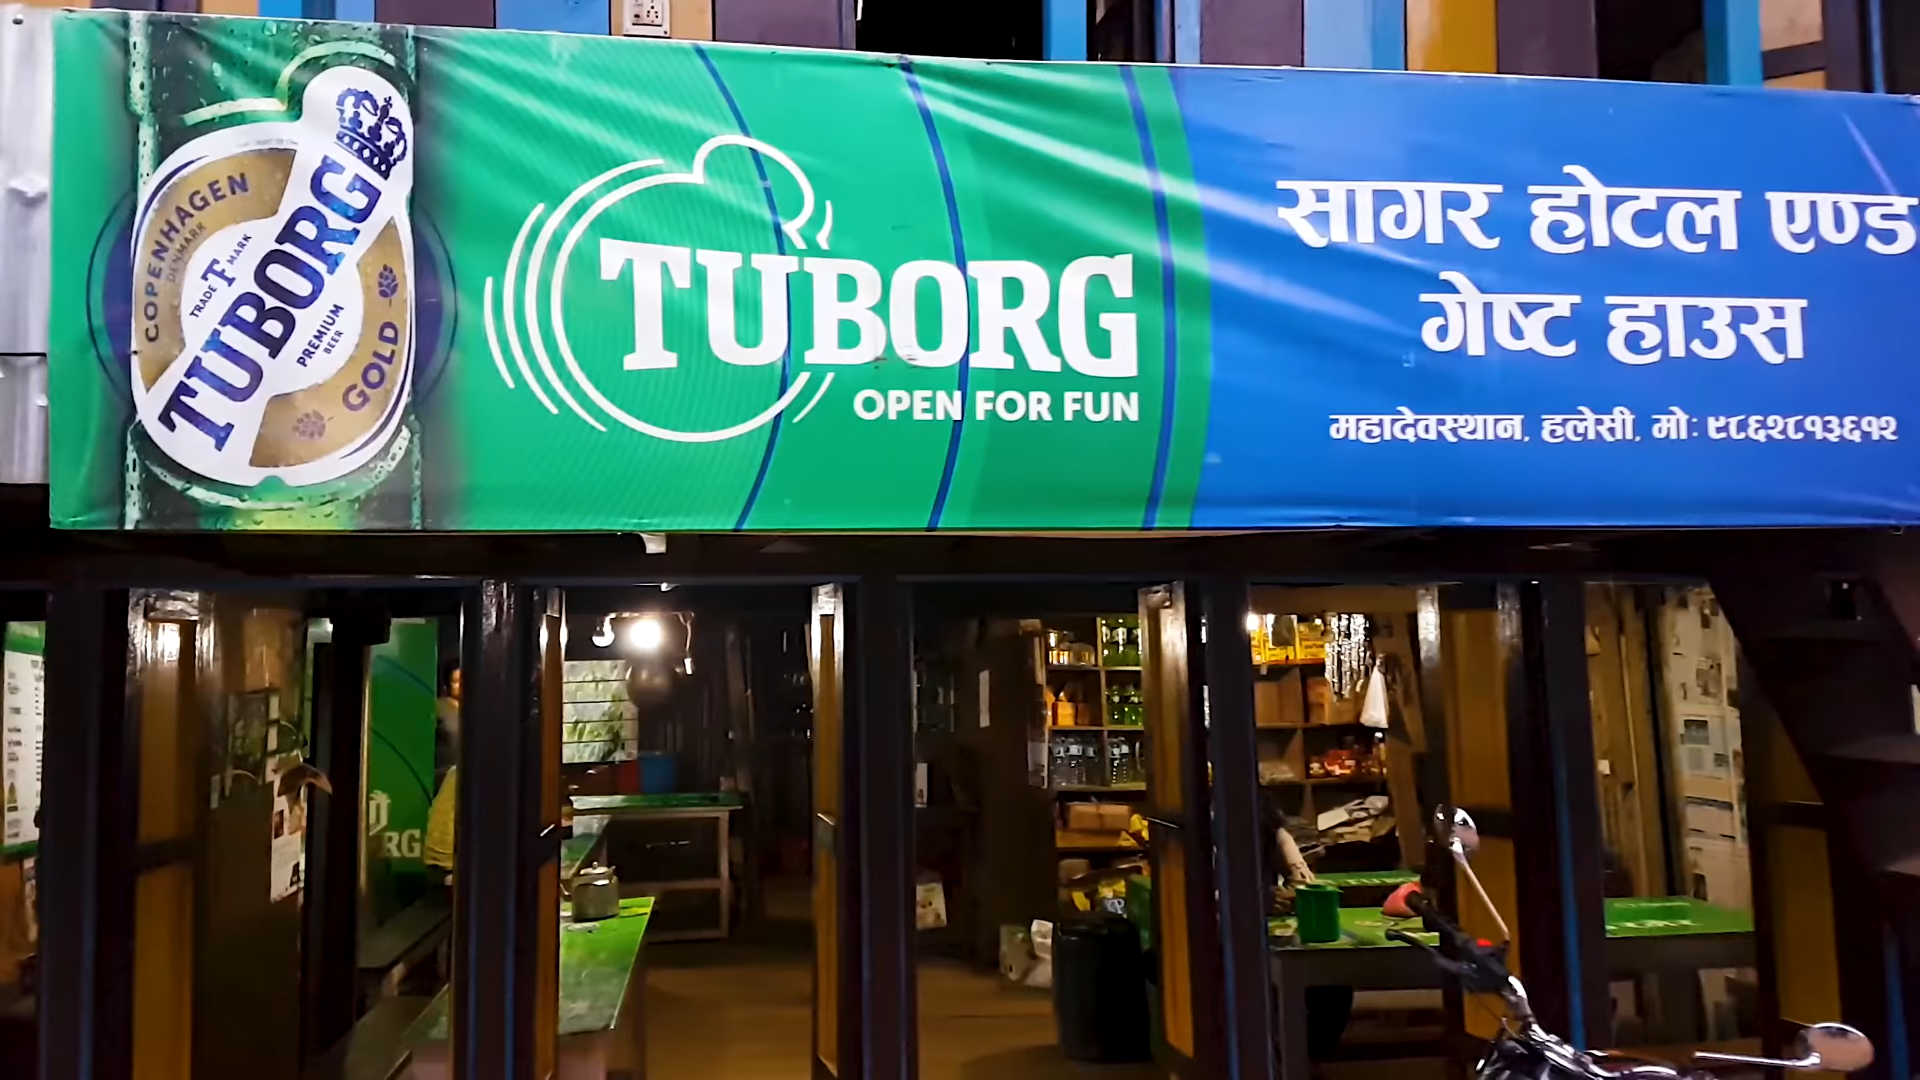 COPENHAGEN
DENMARK
TRADE MARK
TUBORG
PREMIUM
BEER
GOLD
TUBORG
OPEN FOR FUN
सागर होटल एण्ड
गेष्ट हाउस
महादेवस्थान, हलेसी, मो: ९८६२८१३६१२
RG